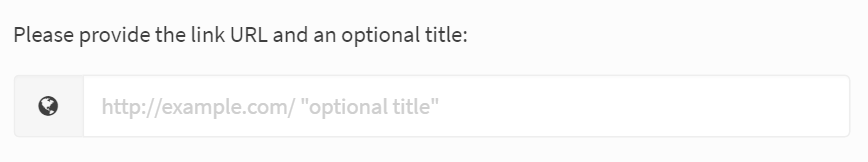 Please provide the link URL and an optional title:
http://example.com/ "optional title"